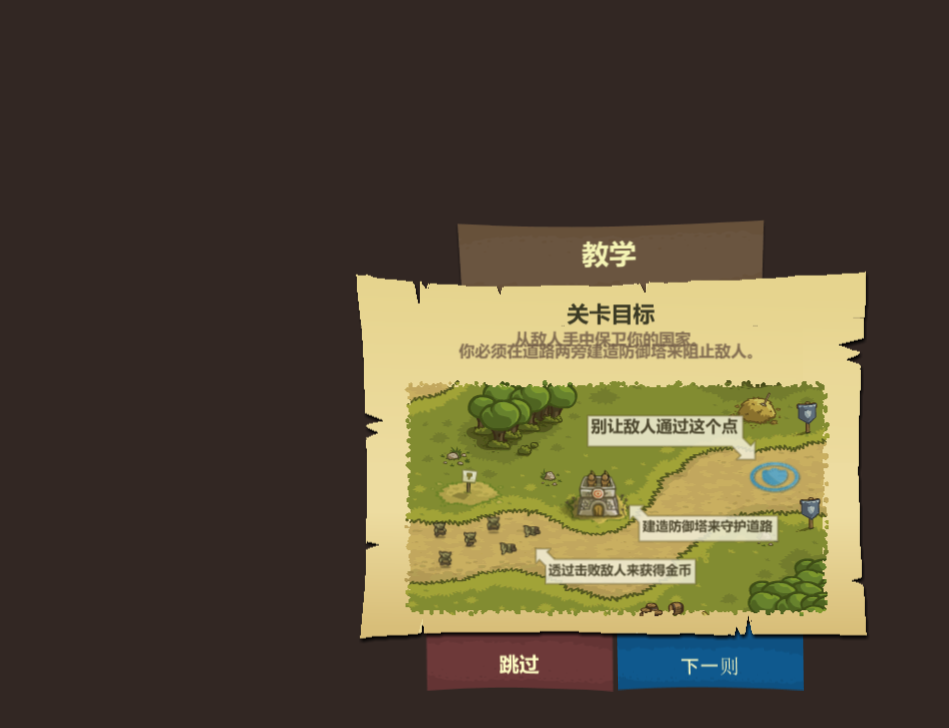 教学
关卡目标
从敌人手中保卫你的国家。
你必须在道路两旁建造防御塔来阻止敌人。
别让敌人通过这个点
建造防御塔来守护道路
透过击败敌人来获得金币
跳过
下一则